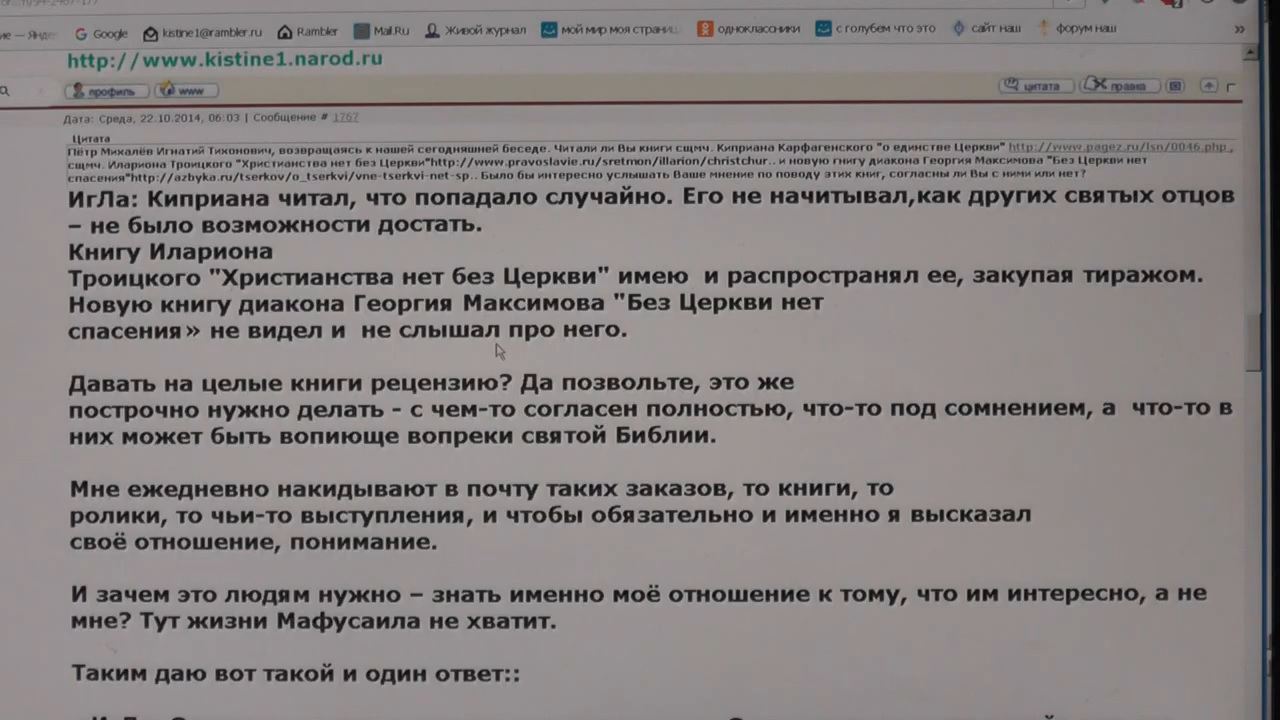 Google kistine1@rambler.ru Rambler Mail.Ru Живой журнал мой мир моя страниц одноклассники с голубем что это сайт наш форум наш »
http://www.kistine1.narod.ru
профиль www цитата правка
Дата: Среда, 22.10.2014, 06:03 | Сообщение # 1767
Цитата
Пётр Михалёв Игнатий Тихонович, возвращаясь к нашей сегодняшней беседе. Читали ли Вы книги сщмч. Киприана Карфагенского "о единстве Церкви" http://www.pagez.ru/lsn/0046.php ,
сщмч. Илариона Троицкого "Христианства нет без Церкви"http://www.pravoslavie.ru/sretmon/illarion/christchur.. и новую гнигу диакона Георгия Максимова "Без Церкви нет
спасения"http://azbyka.ru/tserkov/o_tserkvi/vne-tserkvi-net-sp.. Было бы интересно услышать Ваше мнение по поводу этих книг, согласны ли Вы с ними или нет?
ИгЛа: Киприана читал, что попадало случайно. Его не начитывал,как других святых отцов
– не было возможности достать.
Книгу Илариона
Троицкого "Христианства нет без Церкви" имею и распространял ее, закупая тиражом.
Новую книгу диакона Георгия Максимова "Без Церкви нет
спасения» не видел и не слышал про него.
Давать на целые книги рецензию? Да позвольте, это же
построчно нужно делать - с чем-то согласен полностью, что-то под сомнением, а что-то в
них может быть вопиюще вопреки святой Библии.
Мне ежедневно накидывают в почту таких заказов, то книги, то
ролики, то чьи-то выступления, и чтобы обязательно и именно я высказал
своё отношение, понимание.
И зачем это людям нужно – знать именно моё отношение к тому, что им интересно, а не
мне? Тут жизни Мафусаила не хватит.
Таким даю вот такой и один ответ::